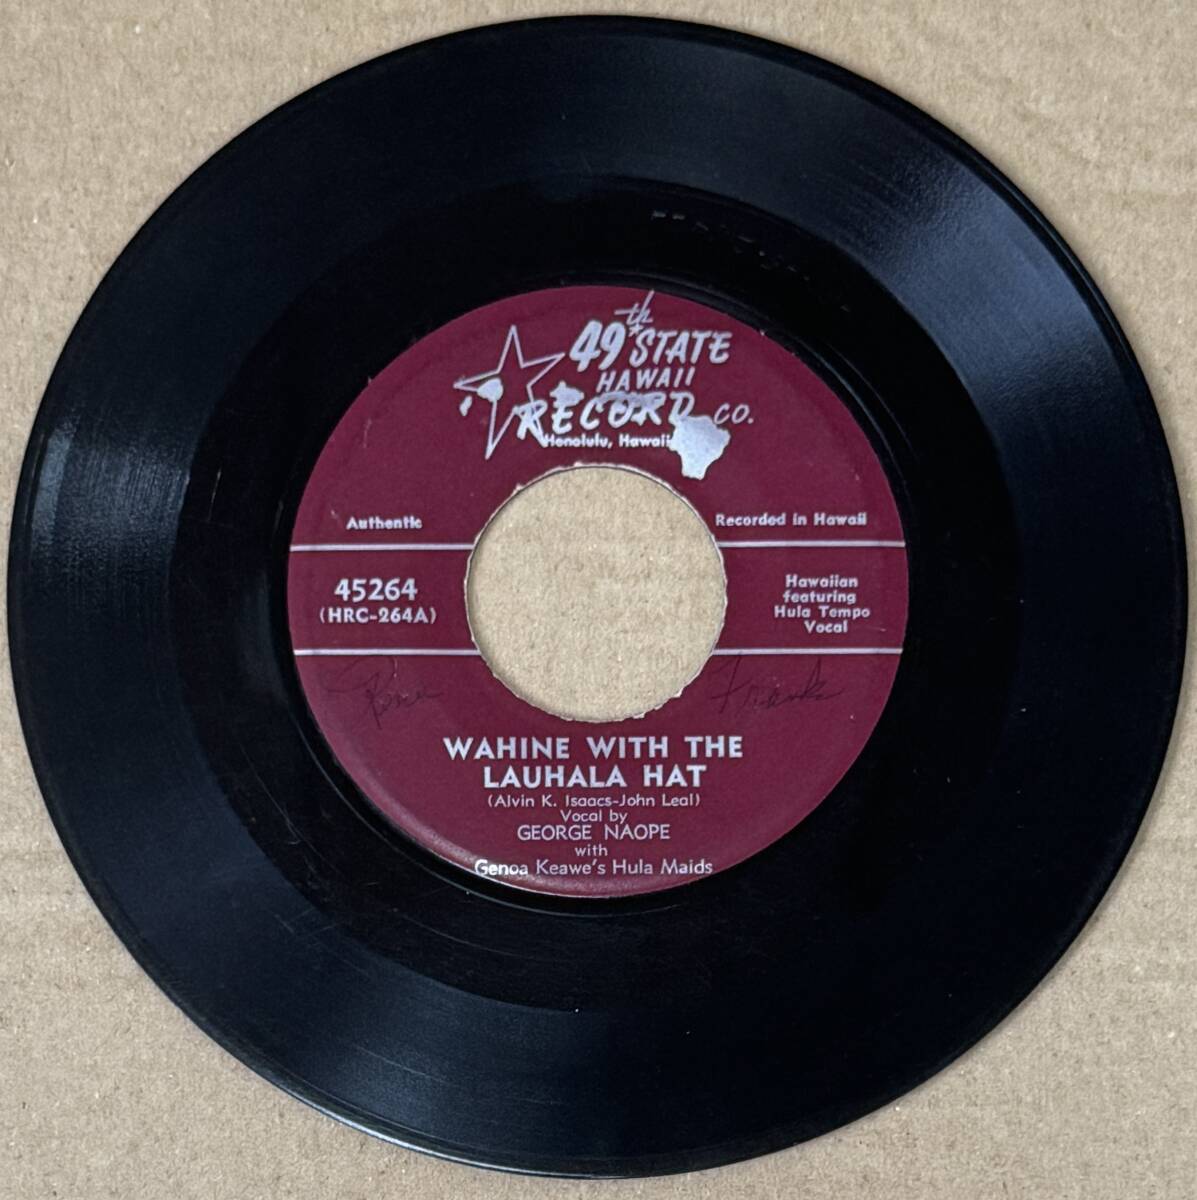 49th STATE
HAWAII
RECORD CO.
Honolulu, Hawaii
Authentic
Recorded in Hawaii
45264
(HRC-264A)
Hawaiian
featuring
Hula Tempo
Vocal
Frank
WAHINE WITH THE
LAUHALA HAT
(Alvin K. Isaacs-John Leal)
Vocal by
GEORGE NAOPE
with
Genoa Keawe's Hula Maids